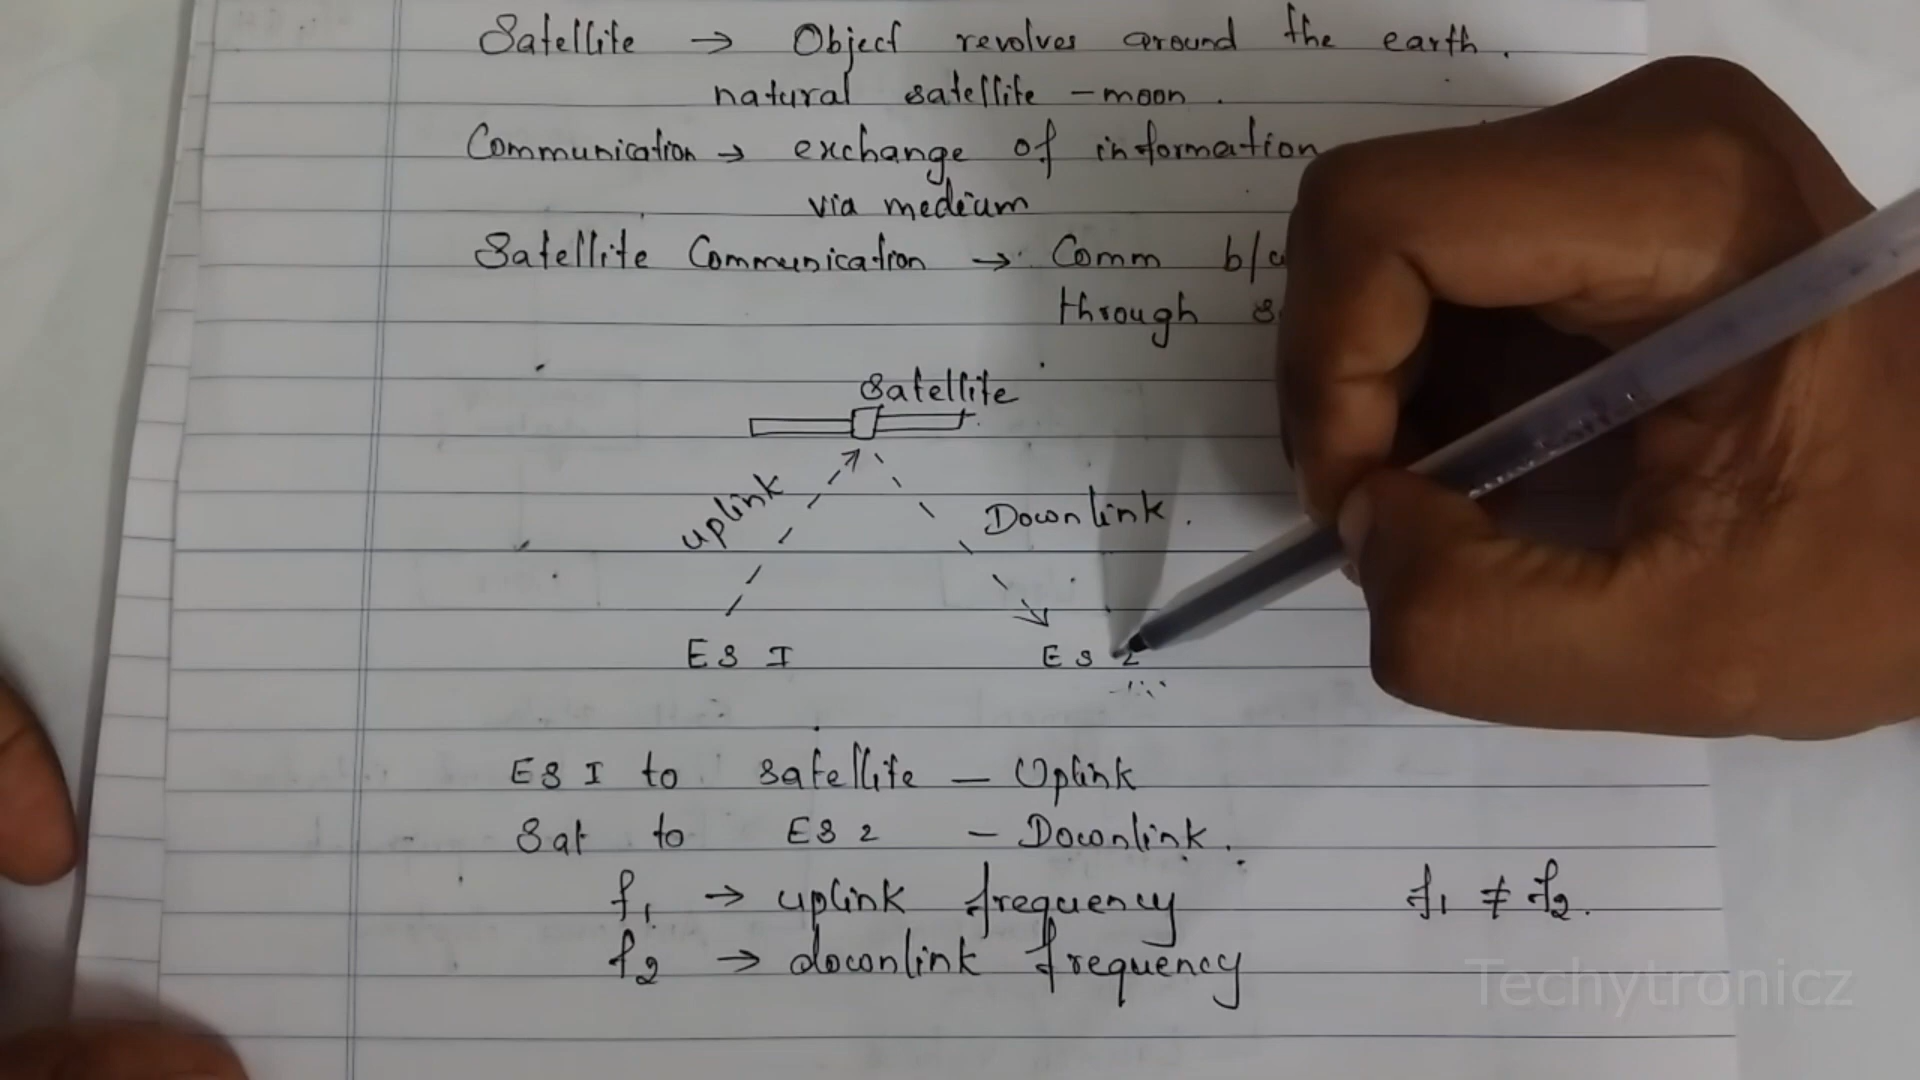 Satellite → Object revolves around the earth.
natural satellite - moon.
Communication → exchange of information
via medium
Satellite Communication → Comm
through
Satellite
uplink
Downlink.
ES I
ES 2
ES I to satellite - Uplink
Sat to ES 2 - Downlink.
f1 → uplink frequency
f1 ≠ f2.
f2 → downlink frequency
Techytronicz